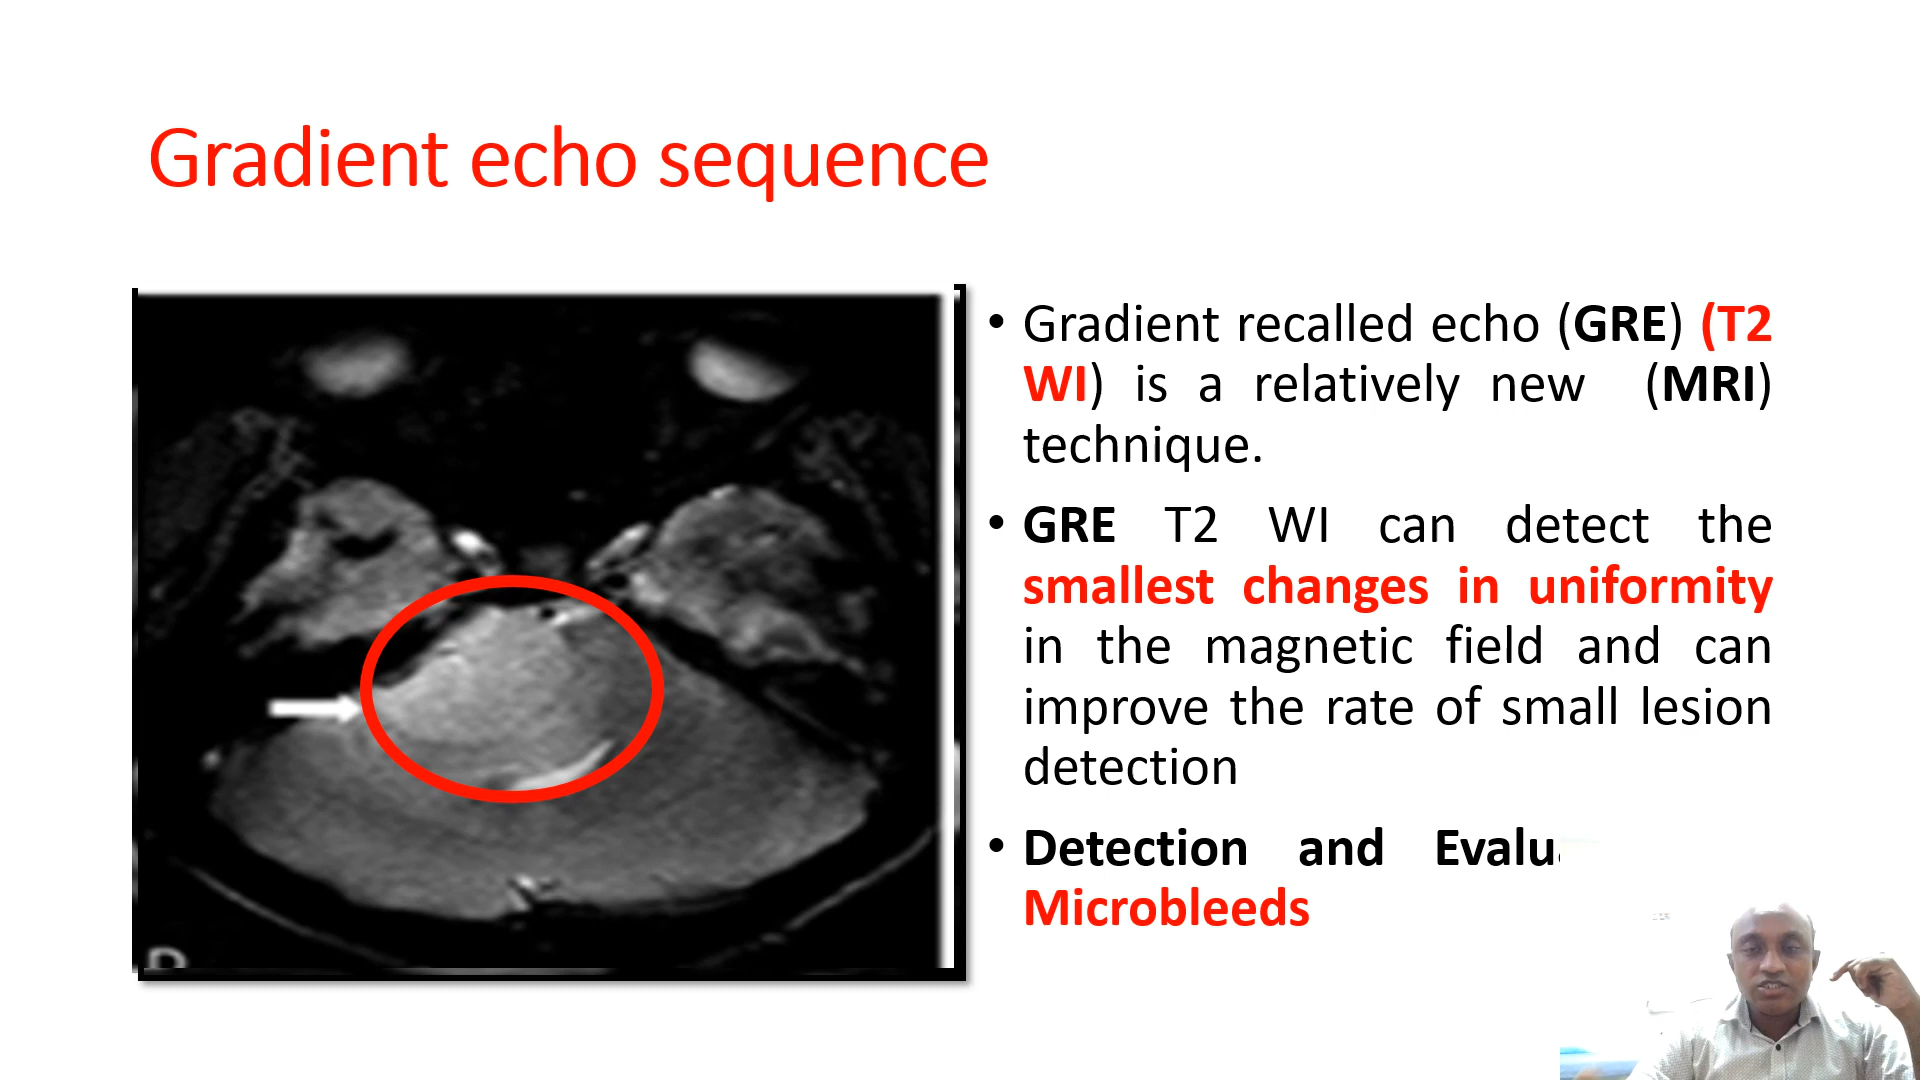 Gradient echo sequence
• Gradient recalled echo (GRE) (T2
WI) is a relatively new (MRI)
technique.
• GRE T2 WI can detect the
smallest changes in uniformity
in the magnetic field and can
improve the rate of small lesion
detection
• Detection and
Microbleeds